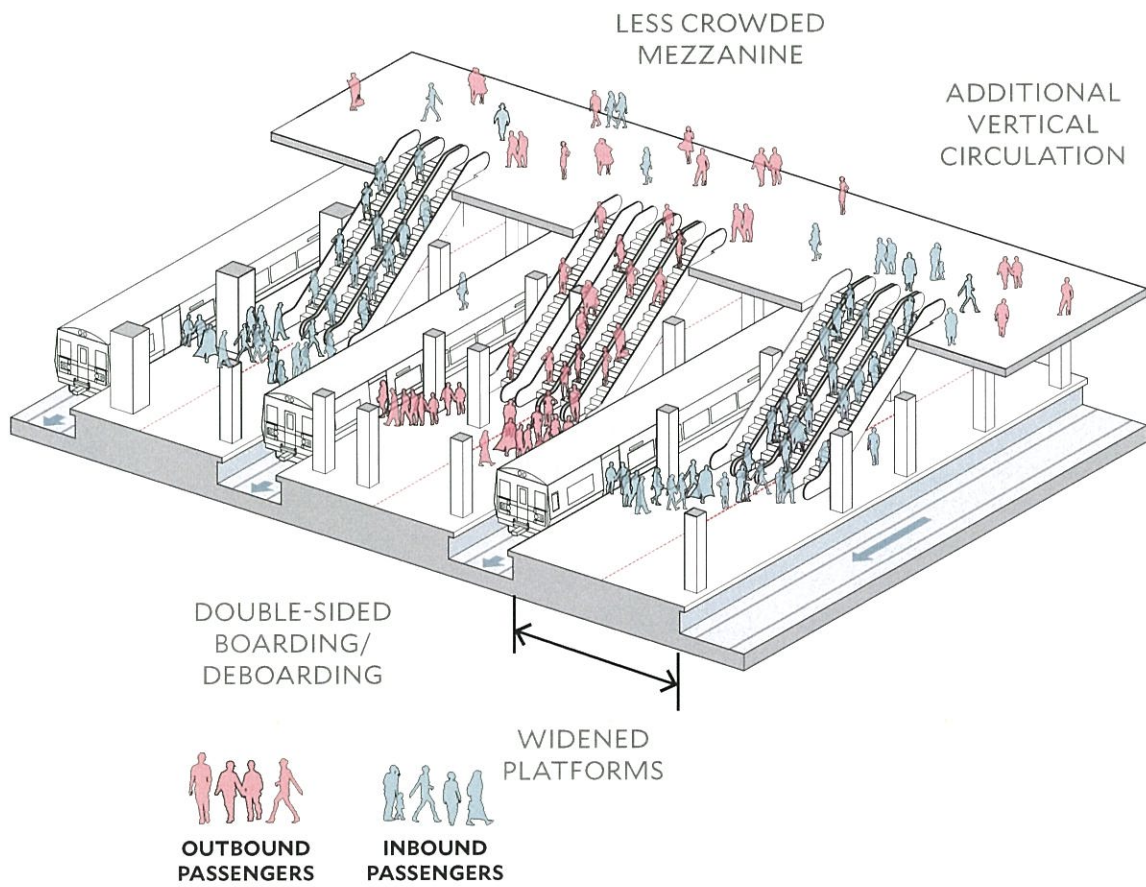 LESS CROWDED
MEZZANINE
ADDITIONAL
VERTICAL
CIRCULATION
DOUBLE-SIDED
BOARDING/
DEBOARDING
WIDENED
PLATFORMS
OUTBOUND
PASSENGERS
INBOUND
PASSENGERS